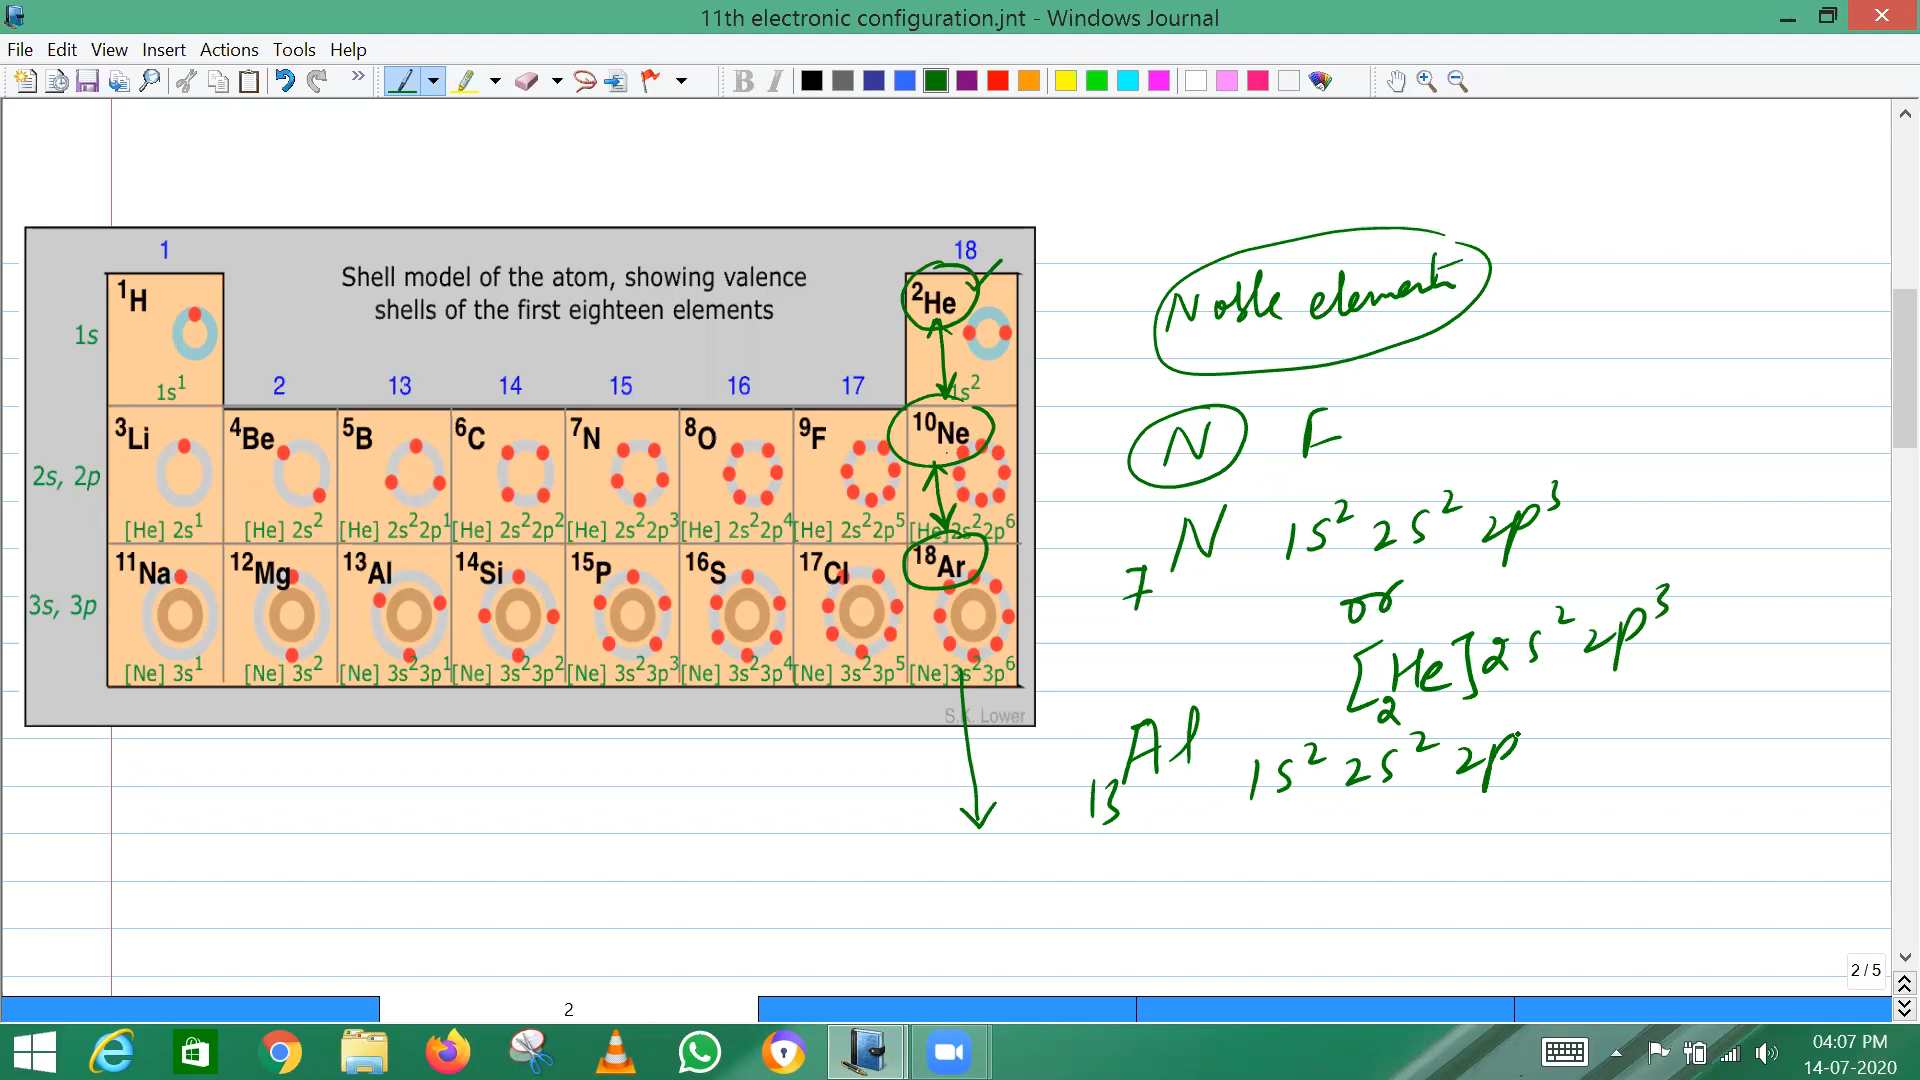 11th electronic configuration.jnt - Windows Journal
File Edit View Insert Actions Tools Help
B I
1 18
Shell model of the atom, showing valence
shells of the first eighteen elements
1s
¹H ²He
1s¹ 1s²
2 13 14 15 16 17
2s, 2p
³Li ⁴Be ⁵B ⁶C ⁷N ⁸O ⁹F ¹⁰Ne
[He] 2s¹ [He] 2s² [He] 2s²2p¹ [He] 2s²2p² [He] 2s²2p³ [He] 2s²2p⁴ [He] 2s²2p⁵ [He] 2s²2p⁶
3s, 3p
¹¹Na ¹²Mg ¹³Al ¹⁴Si ¹⁵P ¹⁶S ¹⁷Cl ¹⁸Ar
[Ne] 3s¹ [Ne] 3s² [Ne] 3s²3p¹ [Ne] 3s²3p² [Ne] 3s²3p³ [Ne] 3s²3p⁴ [Ne] 3s²3p⁵ [Ne] 3s²3p⁶
S.K. Lower
Noble elements
N F
₇N 1s² 2s² 2p³
or
[₂He] 2s² 2p³
₁₃Al 1s² 2s² 2p
2 / 5
2
04:07 PM
14-07-2020